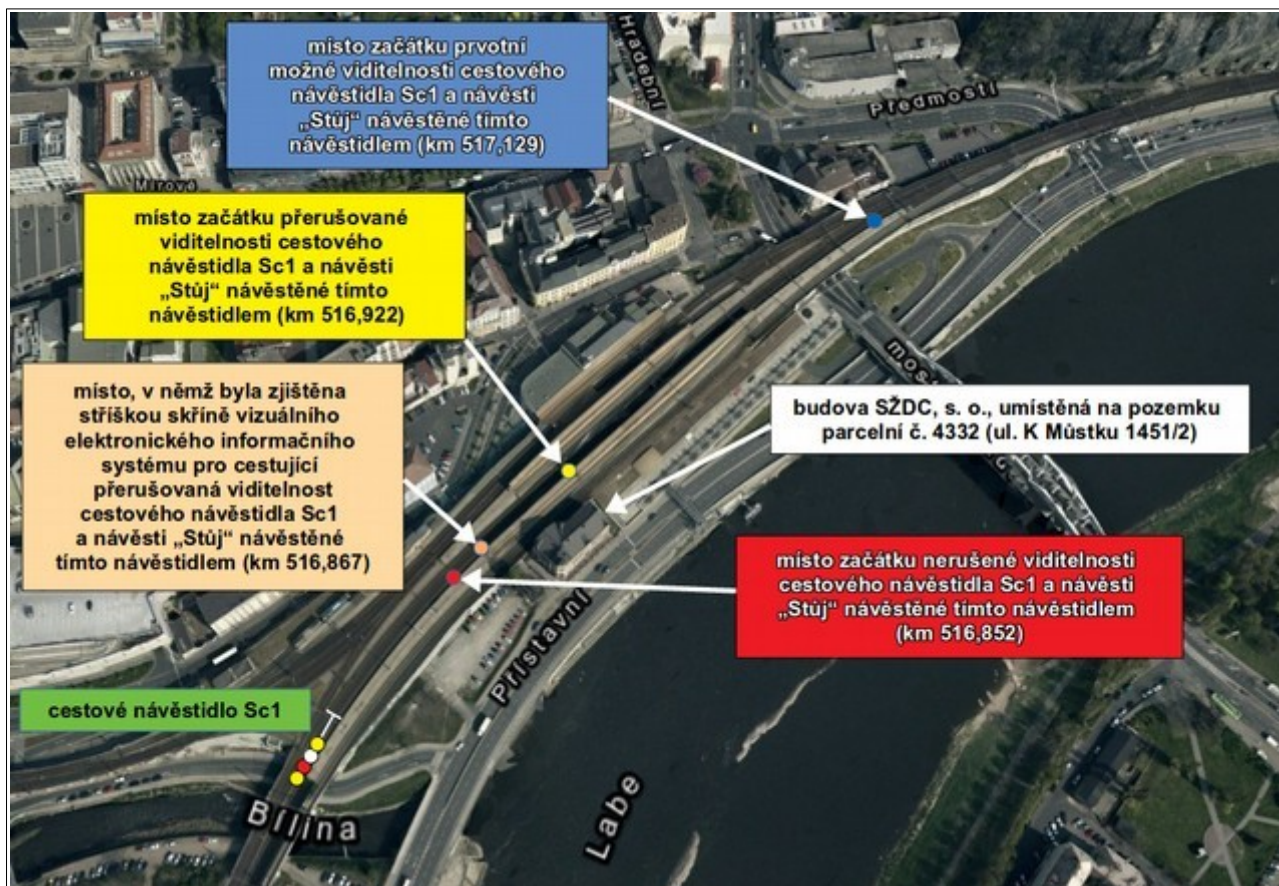 místo začátku prvotní
možné viditelnosti cestového
návěstidla Sc1 a návěsti
„Stůj“ návěstěné tímto
návěstidlem (km 517,129)
Hradební
Předmostí
Mírové
místo začátku přerušované
viditelnosti cestového
návěstidla Sc1 a návěsti
„Stůj“ návěstěné tímto
návěstidlem (km 516,922)
místo, v němž byla zjištěna
stříškou skříně vizuálního
elektronického informačního
systému pro cestující
přerušovaná viditelnost
cestového návěstidla Sc1
a návěsti „Stůj“ návěstěné
tímto návěstidlem (km 516,867)
budova SŽDC, s. o., umístěná na pozemku
parcelní č. 4332 (ul. K Můstku 1451/2)
místo začátku nerušené viditelnosti
cestového návěstidla Sc1 a návěsti
„Stůj“ návěstěné tímto návěstidlem
(km 516,852)
Přístavní
cestové návěstidlo Sc1
Bílina
Labe